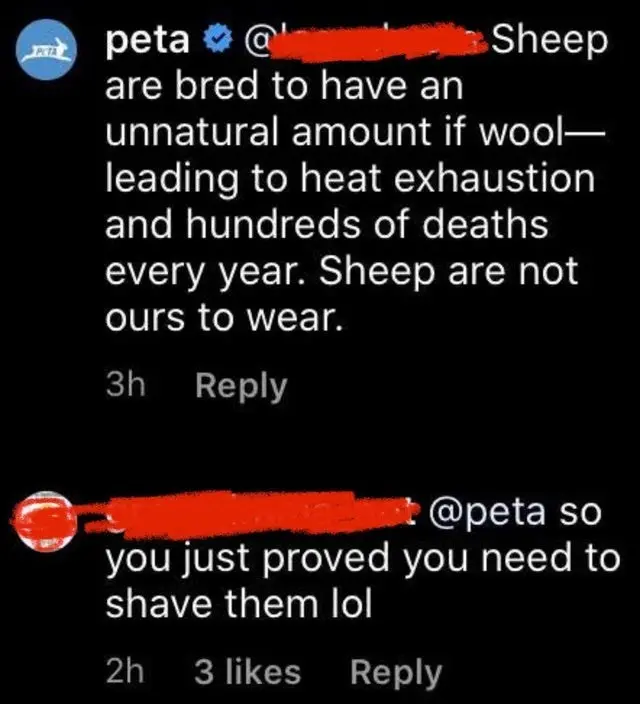 peta @ Sheep
are bred to have an
unnatural amount if wool—
leading to heat exhaustion
and hundreds of deaths
every year. Sheep are not
ours to wear.
3h Reply
@peta so
you just proved you need to
shave them lol
2h 3 likes Reply